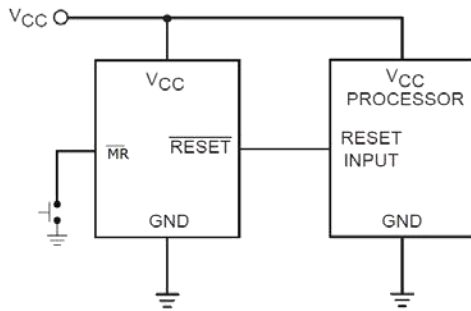 VCC
VCC
MR
RESET
GND
VCC
PROCESSOR
RESET
INPUT
GND